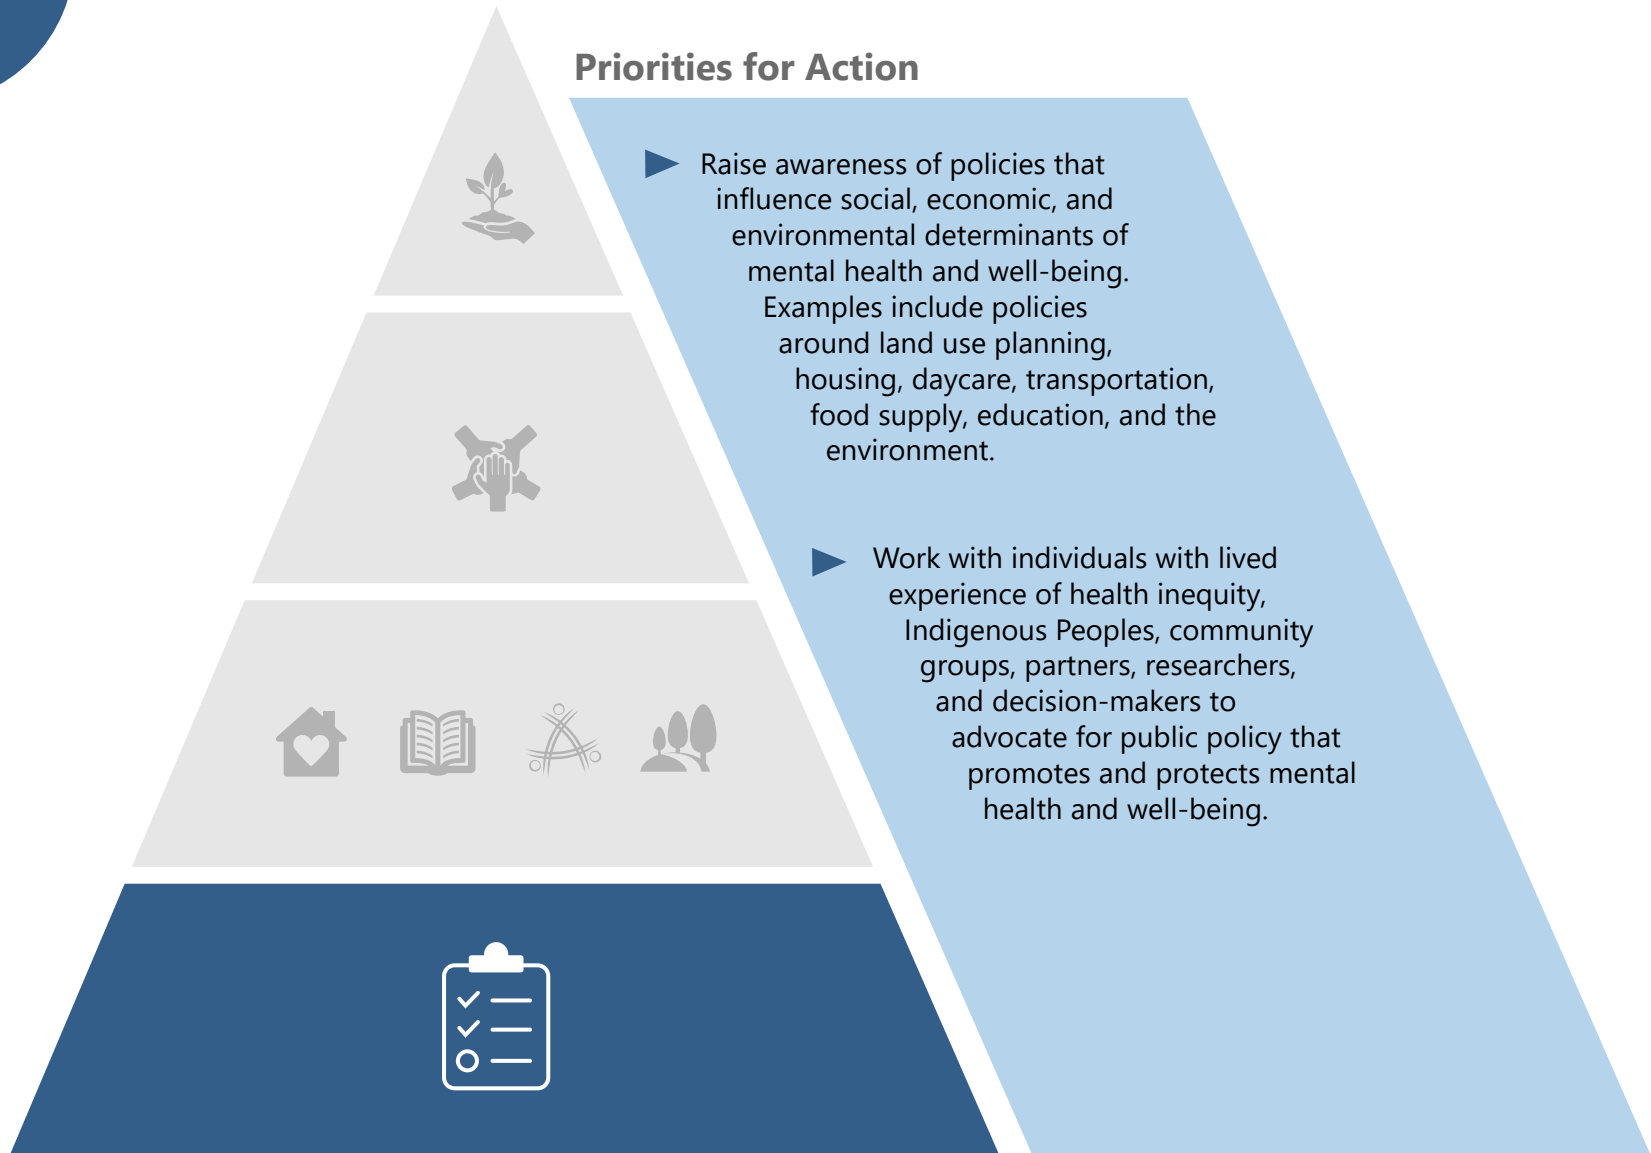 Priorities for Action
Raise awareness of policies that
influence social, economic, and
environmental determinants of
mental health and well-being.
Examples include policies
around land use planning,
housing, daycare, transportation,
food supply, education, and the
environment.
Work with individuals with lived
experience of health inequity,
Indigenous Peoples, community
groups, partners, researchers,
and decision-makers to
advocate for public policy that
promotes and protects mental
health and well-being.